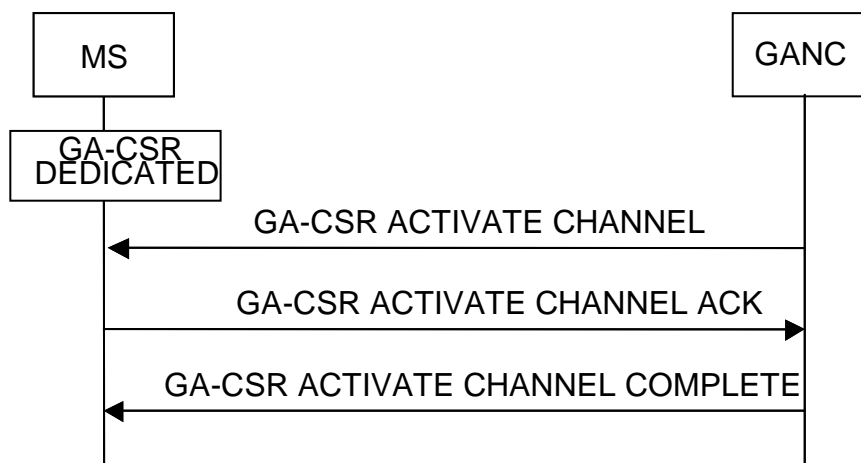 MS
GANC
GA-CSR
DEDICATED
GA-CSR ACTIVATE CHANNEL
GA-CSR ACTIVATE CHANNEL ACK
GA-CSR ACTIVATE CHANNEL COMPLETE